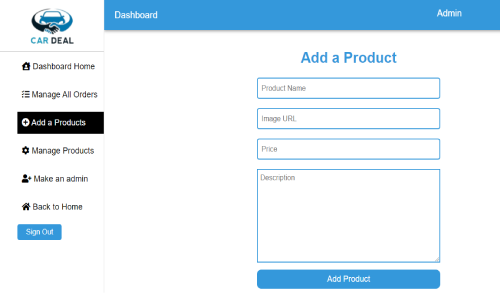 CAR DEAL
Dashboard
Admin
Dashboard Home
Manage All Orders
Add a Products
Manage Products
Make an admin
Back to Home
Sign Out
Add a Product
Product Name
Image URL
Price
Description
Add Product